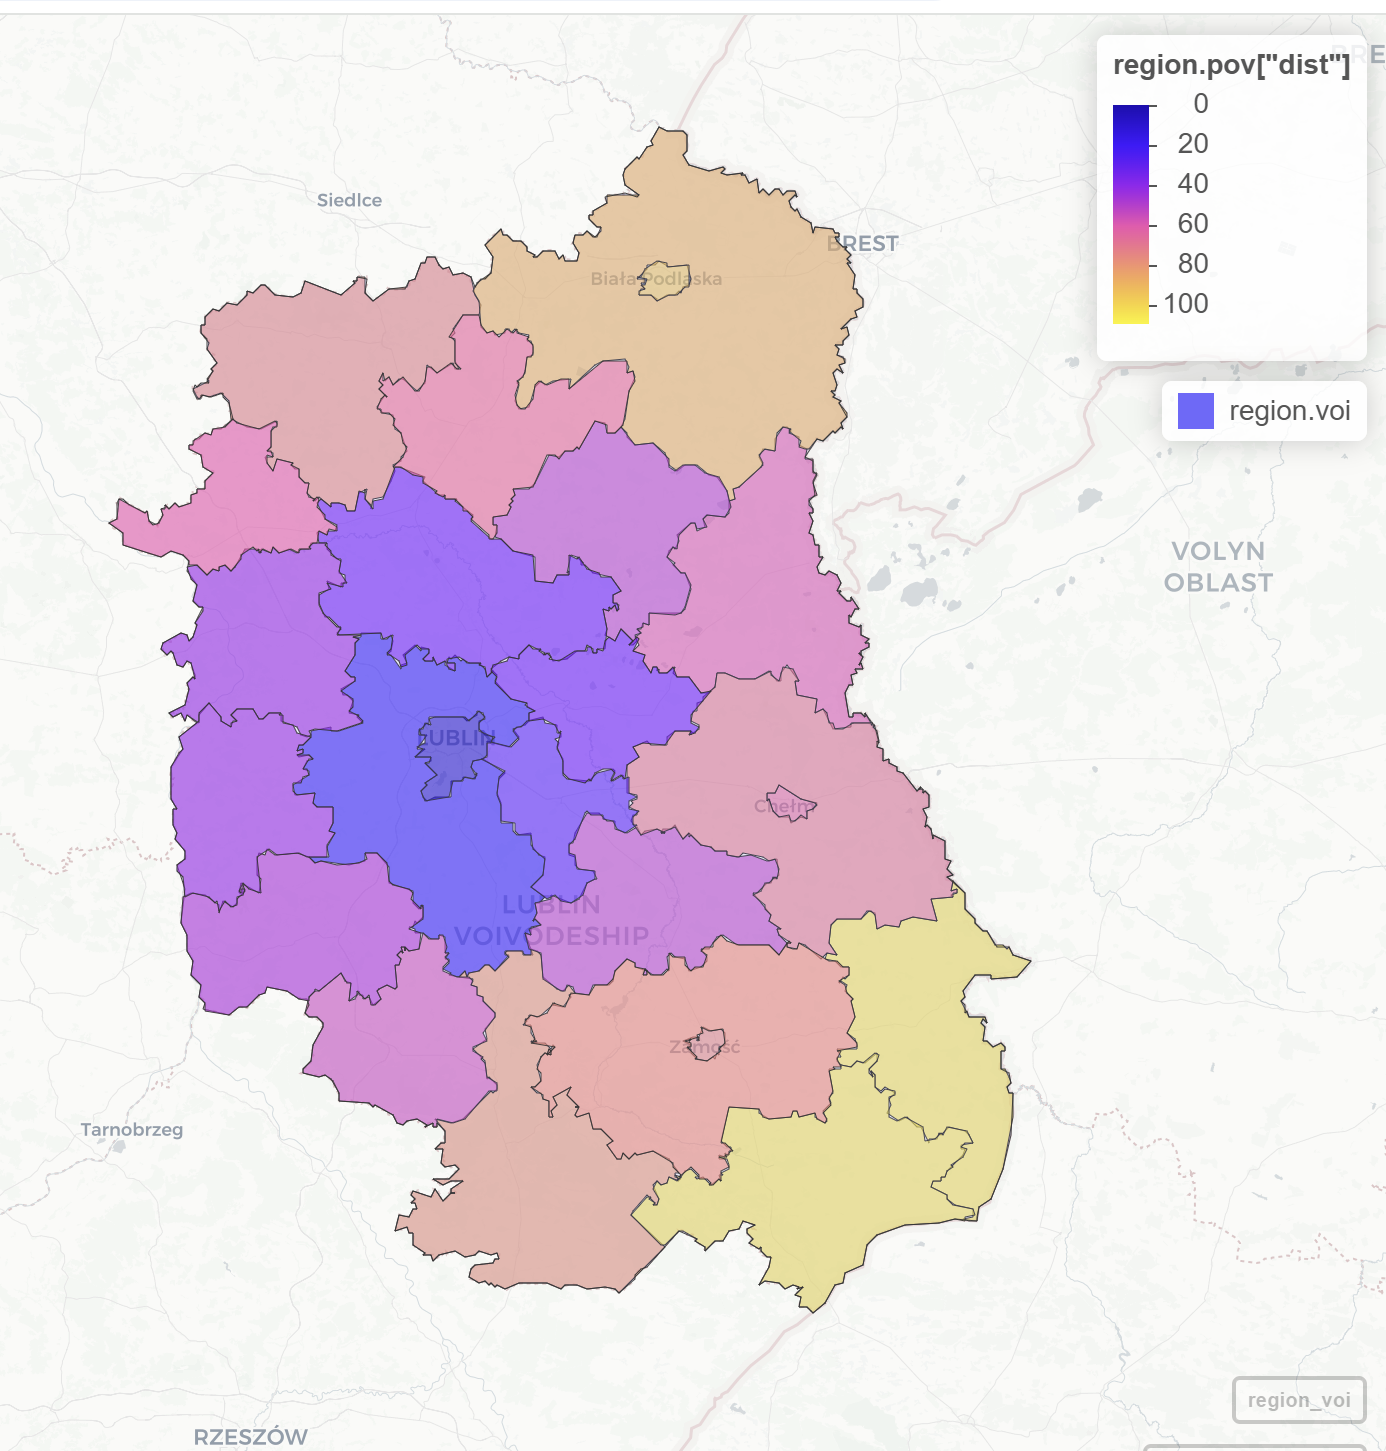 region.pov["dist"]
0
20
40
60
80
100
region.voi
BRE
Siedlce
BREST
Biała Podlaska
VOLYN
OBLAST
LUBLIN
Chełm
LUBLIN
VOIVODESHIP
Zamość
Tarnobrzeg
RZESZÓW
region_voi